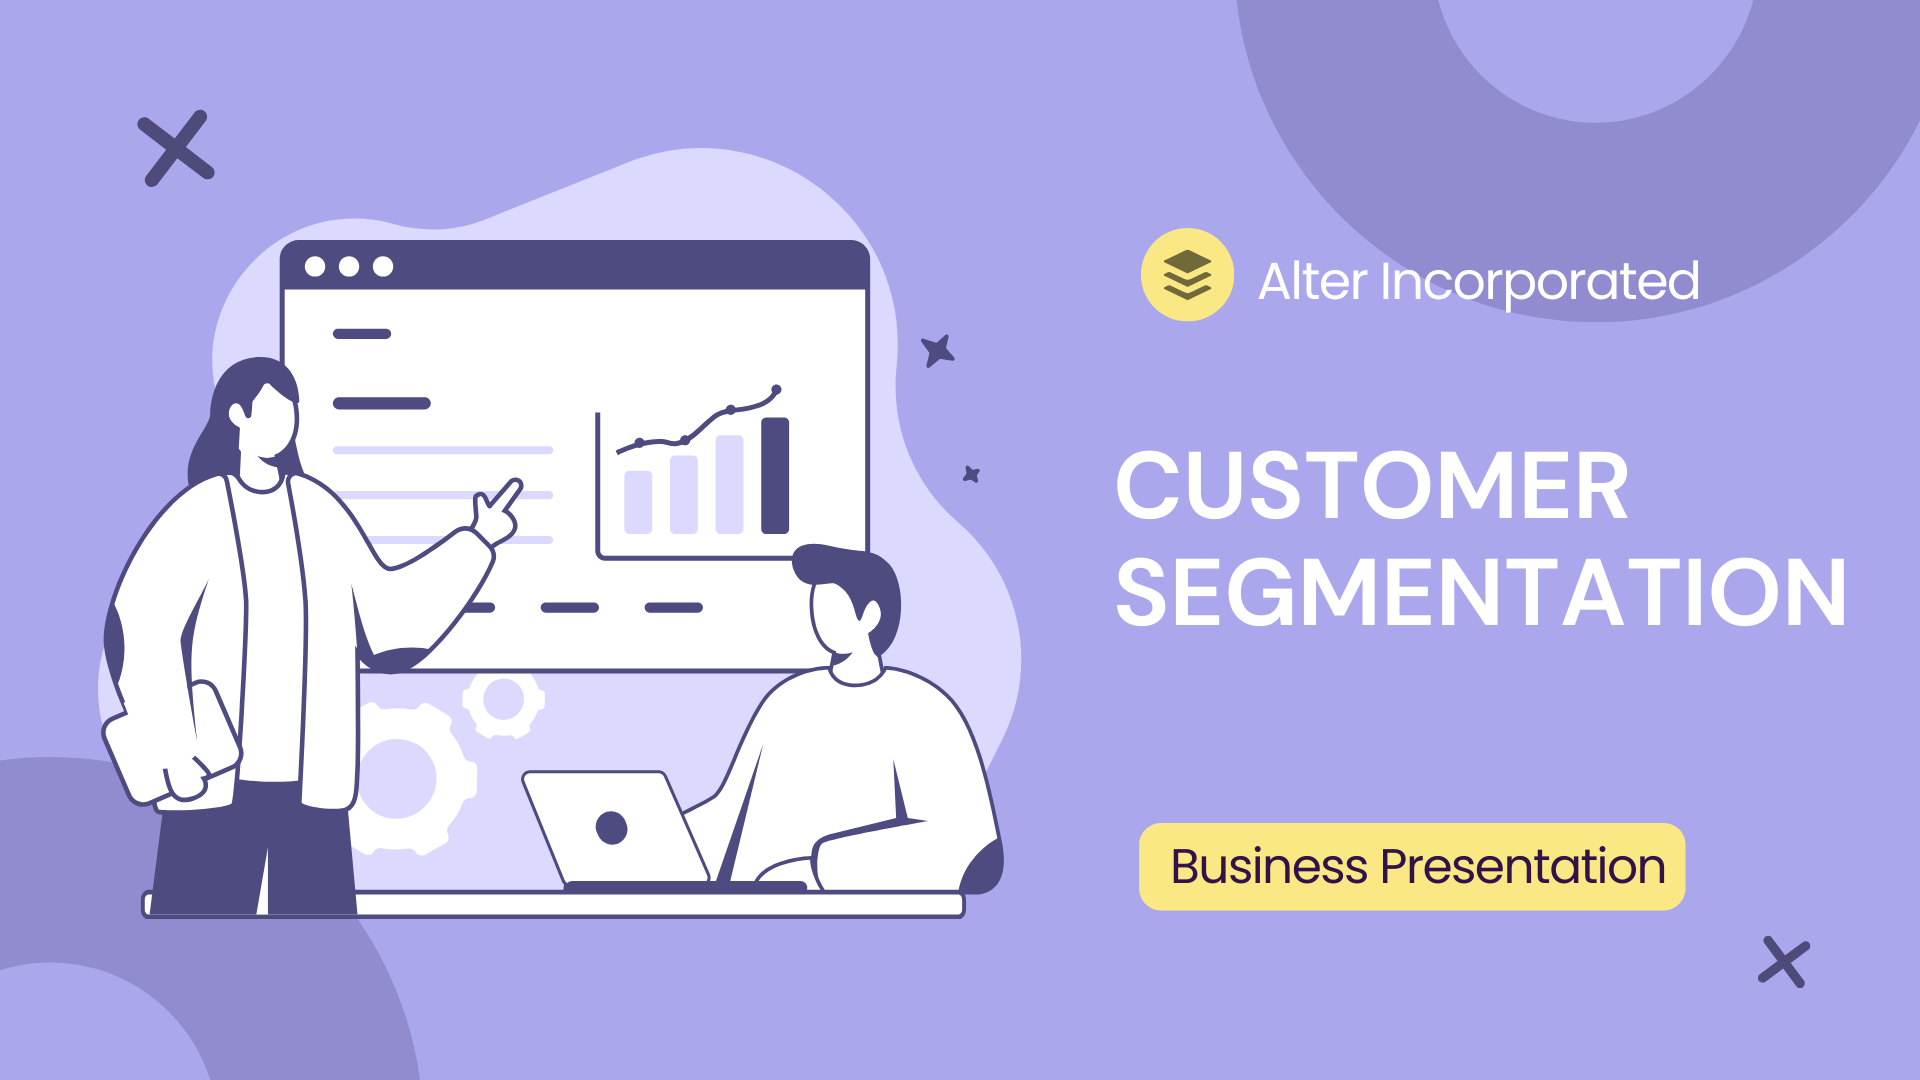 Alter Incorporated
CUSTOMER
SEGMENTATION
Business Presentation